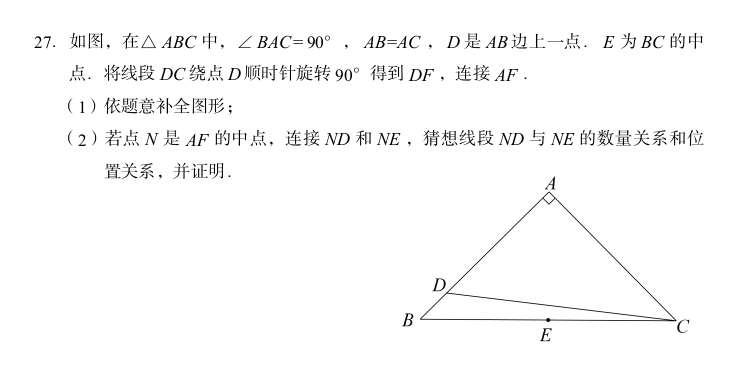 27. 如图，在△ ABC 中，∠ BAC= 90° ，AB=AC ，D 是 AB 边上一点．E 为 BC 的中
点．将线段 DC 绕点 D 顺时针旋转 90° 得到 DF ，连接 AF ．
（1）依题意补全图形；
（2）若点 N 是 AF 的中点，连接 ND 和 NE ，猜想线段 ND 与 NE 的数量关系和位
置关系，并证明．
A
D
B
E
C